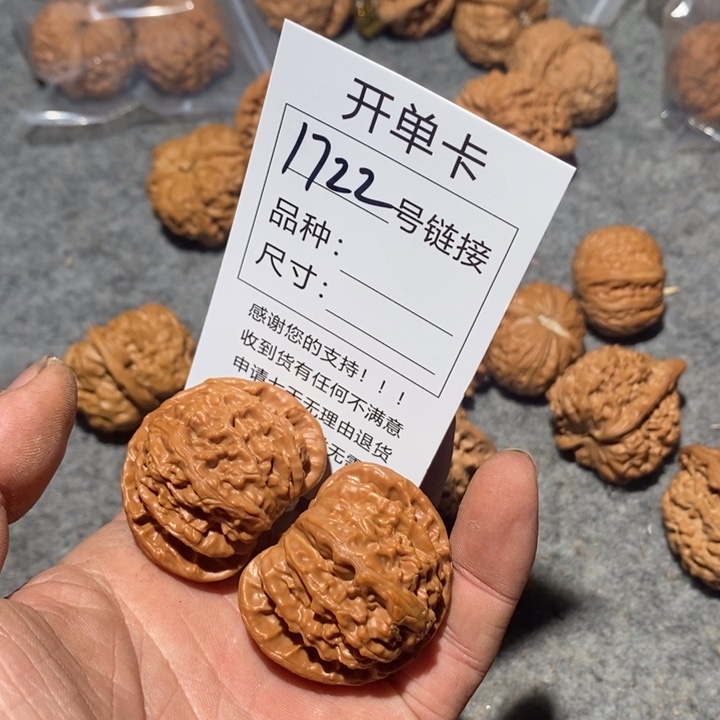 开单卡
1722号链接
品种：
尺寸：
感谢您的支持！！！
收到货有任何不满意
申请七天无理由退货